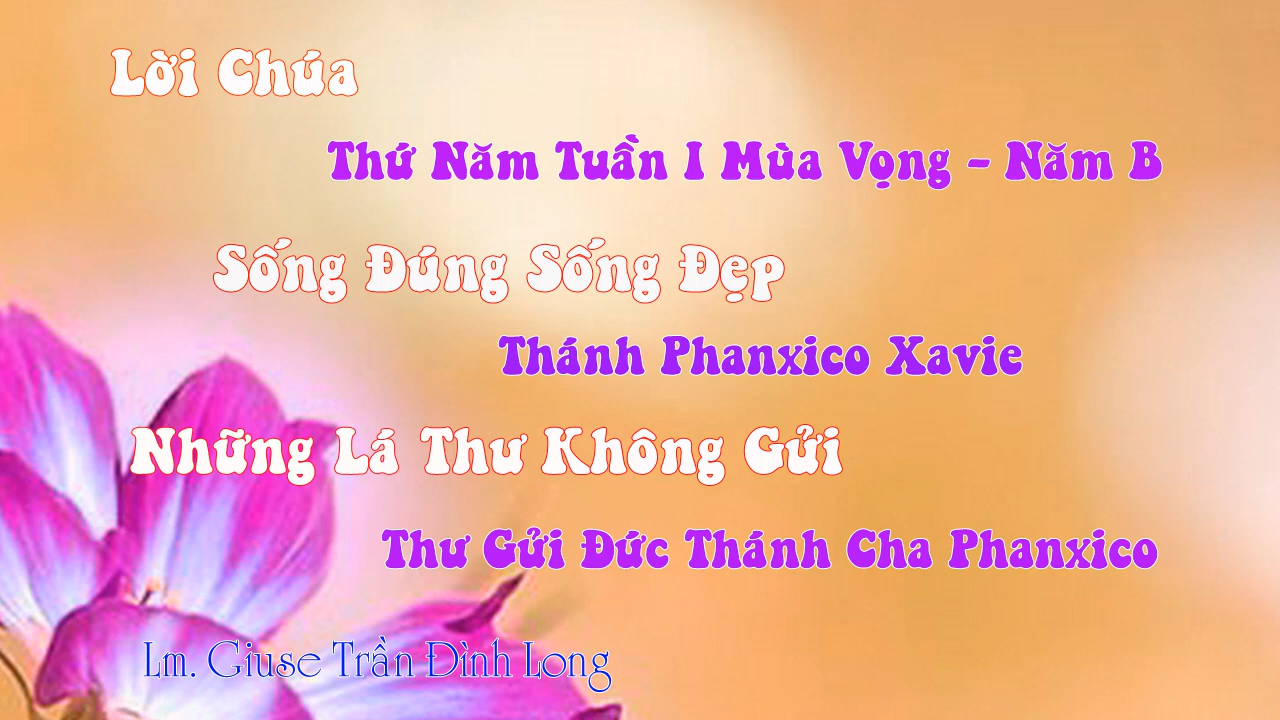 Lời Chúa
Thứ Năm Tuần I Mùa Vọng – Năm B
Sống Đúng Sống Đẹp
Thánh Phanxico Xavie
Những Lá Thư Không Gửi
Thư Gửi Đức Thánh Cha Phanxico
Lm. Giuse Trần Đình Long